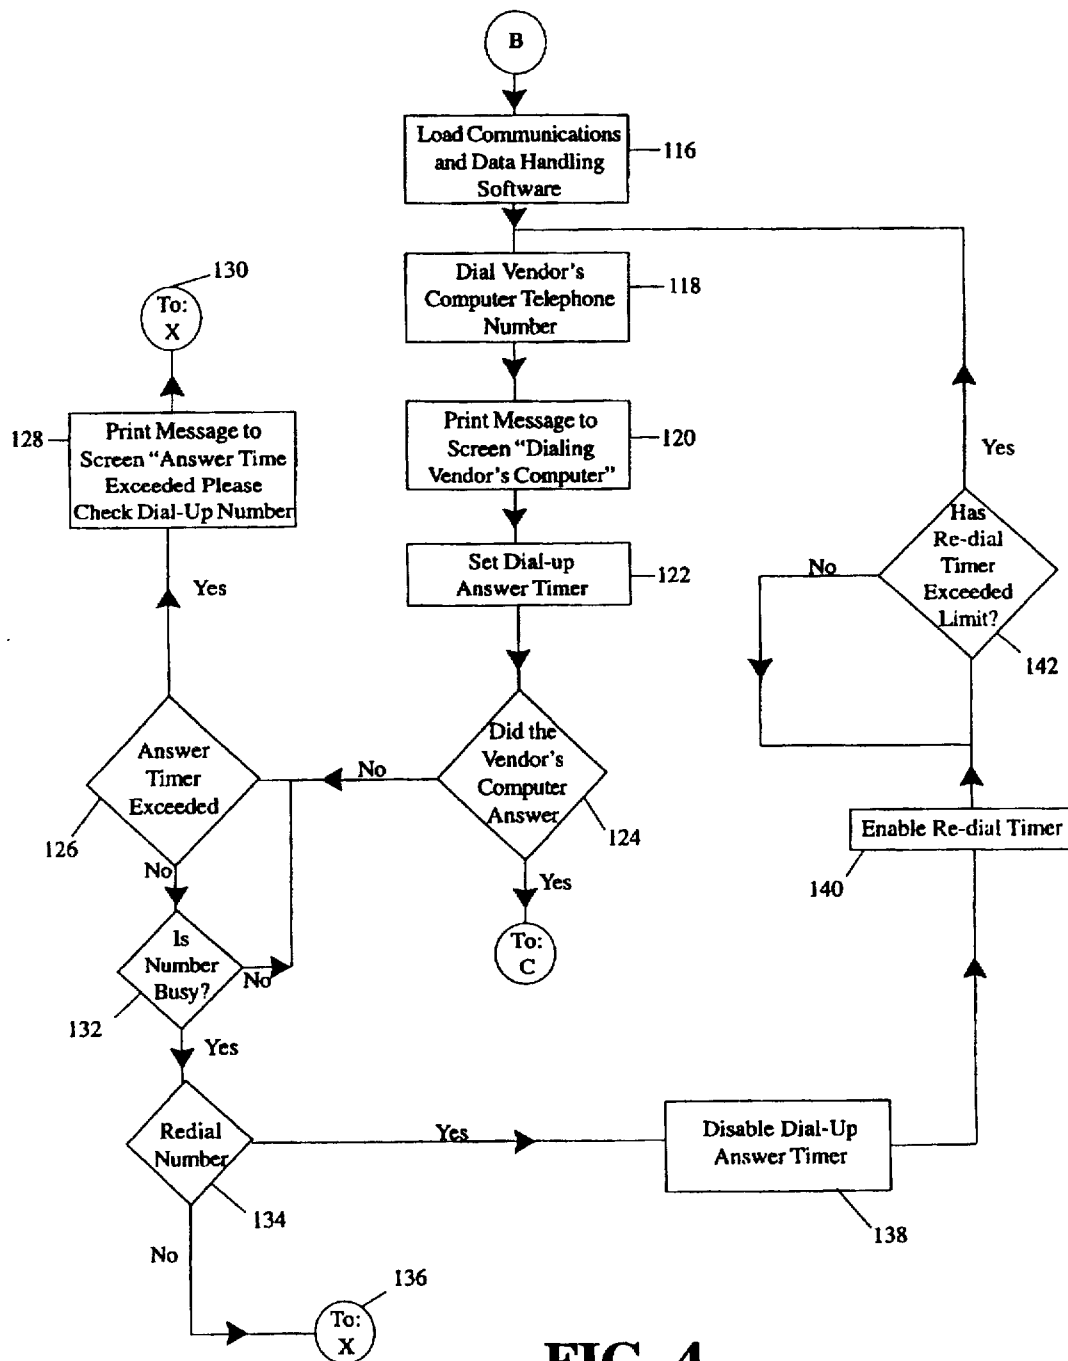 B
Load Communications
and Data Handling
Software
116
130
To:
X
Dial Vendor's
Computer Telephone
Number
118
128
Print Message to
Screen “Answer Time
Exceeded Please
Check Dial-Up Number
Print Message to
Screen “Dialing
Vendor's Computer”
120
Yes
Has
Re-dial
Timer
Exceeded
Limit?
No
142
Yes
Set Dial-up
Answer Timer
122
Answer
Timer
Exceeded
126
No
Did the
Vendor's
Computer
Answer
124
Enable Re-dial Timer
140
No
Yes
Is
Number
Busy?
No
132
To:
C
Yes
Redial
Number
134
Yes
Disable Dial-Up
Answer Timer
138
No
136
To:
X
FIG. 4